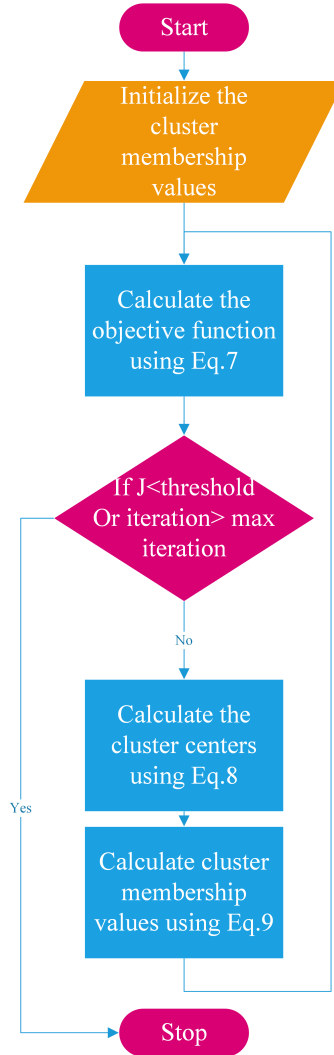 Start
Initialize the
cluster
membership
values
Calculate the
objective function
using Eq.7
If J<threshold
Or iteration> max
iteration
No
Calculate the
cluster centers
using Eq.8
Yes
Calculate cluster
membership
values using Eq.9
Stop